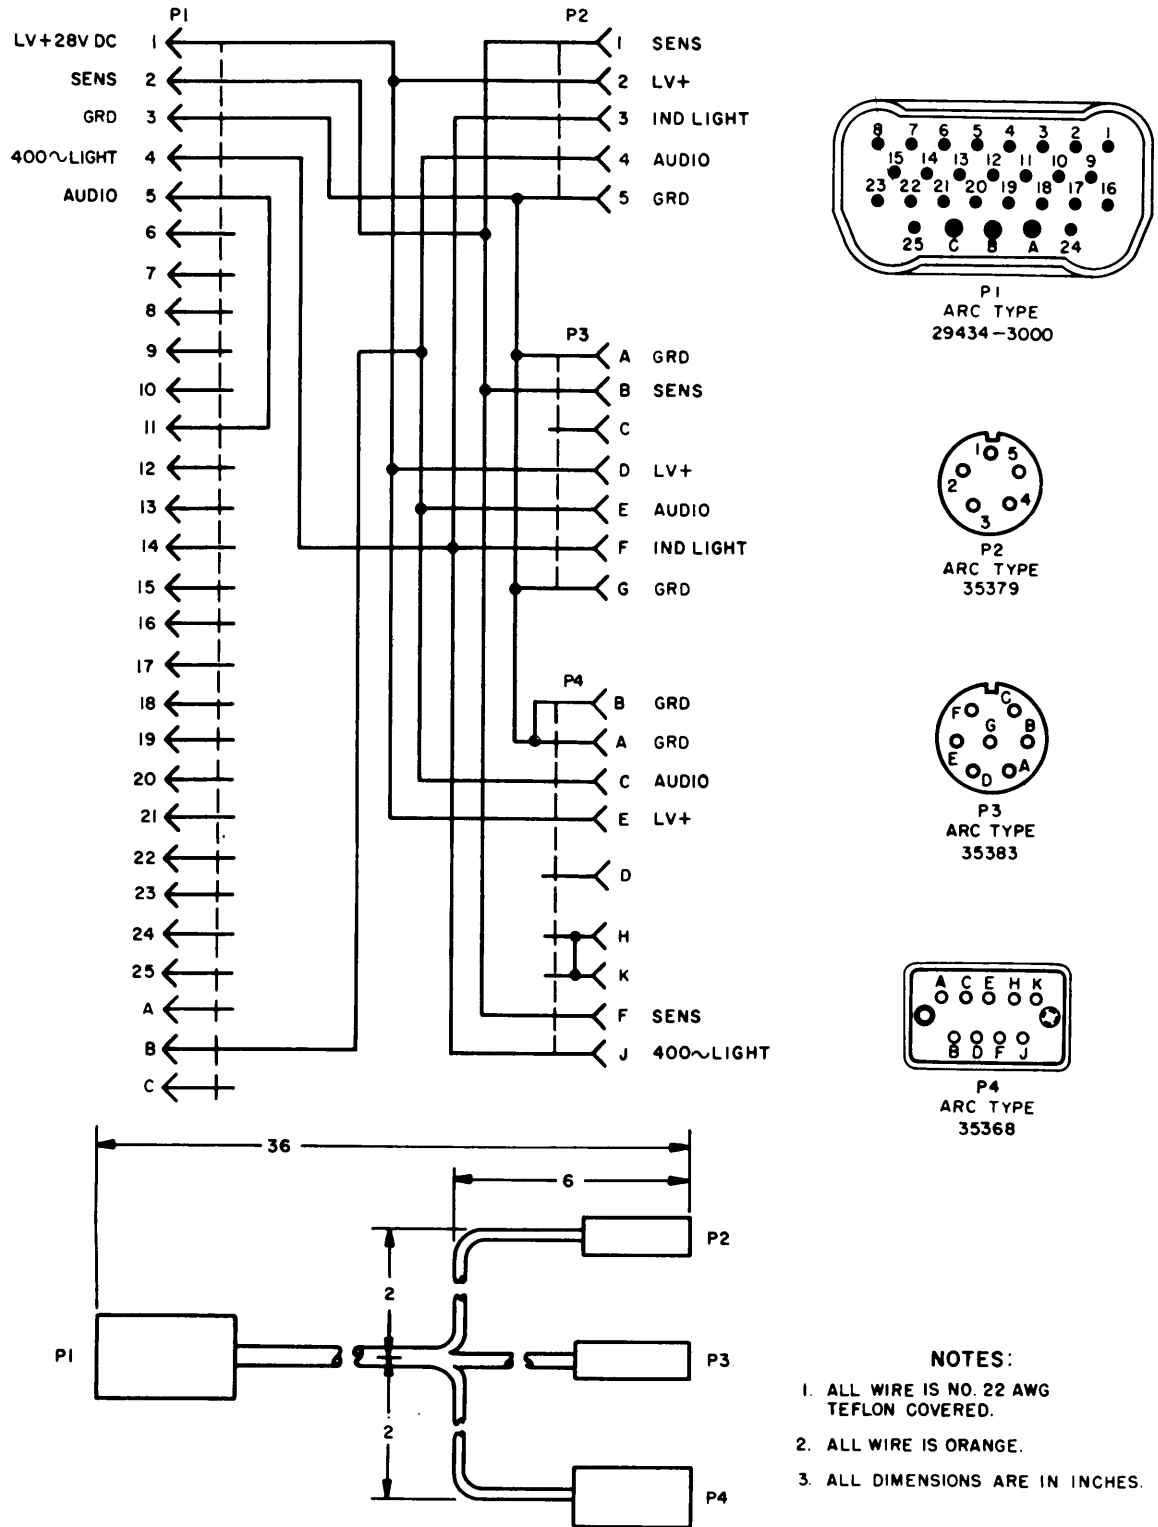 P1
LV+28V DC 1
SENS 2
GRD 3
400~LIGHT 4
AUDIO 5
6
7
8
9
10
11
12
13
14
15
16
17
18
19
20
21
22
23
24
25
A
B
C
P2
1 SENS
2 LV+
3 IND LIGHT
4 AUDIO
5 GRD
P3
A GRD
B SENS
C
D LV+
E AUDIO
F IND LIGHT
G GRD
P4
B GRD
A GRD
C AUDIO
E LV+
D
H
K
F SENS
J 400~LIGHT
8 7 6 5 4 3 2 1
15 14 13 12 11 10 9
23 22 21 20 19 18 17 16
25 C B A 24
P1
ARC TYPE
29434-3000
1 5
2 4
3
P2
ARC TYPE
35379
F C
G B
E A
D
P3
ARC TYPE
35383
A C E H K
B D F J
P4
ARC TYPE
35368
36
6
P2
2
P1
P3
2
P4
NOTES:
1. ALL WIRE IS NO. 22 AWG
TEFLON COVERED.
2. ALL WIRE IS ORANGE.
3. ALL DIMENSIONS ARE IN INCHES.